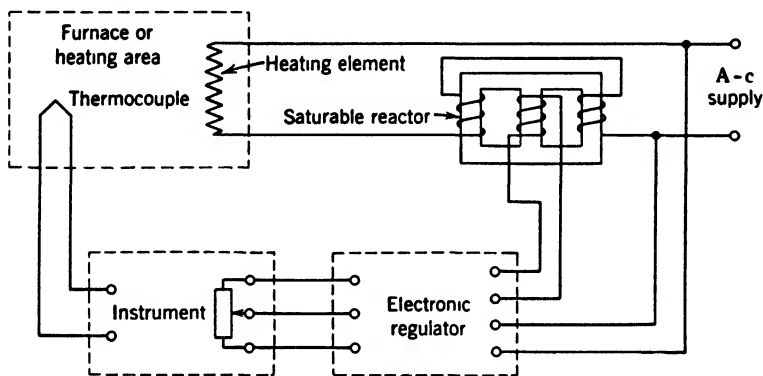 Furnace or
heating area
Heating element
A-c
supply
Thermocouple
Saturable reactor
Instrument
Electronic
regulator